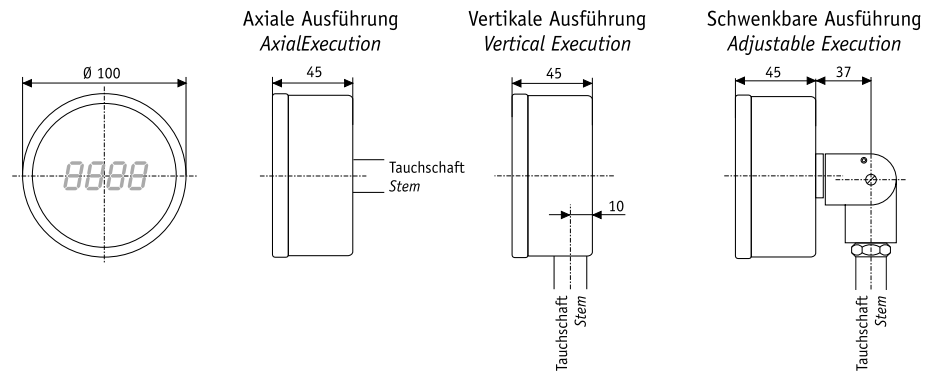 Axiale Ausführung
AxialExecution
Vertikale Ausführung
Vertical Execution
Schwenkbare Ausführung
Adjustable Execution
Ø 100
45
45
45
37
8888
Tauchschaft
Stem
10
Tauchschaft
Stem
Tauchschaft
Stem